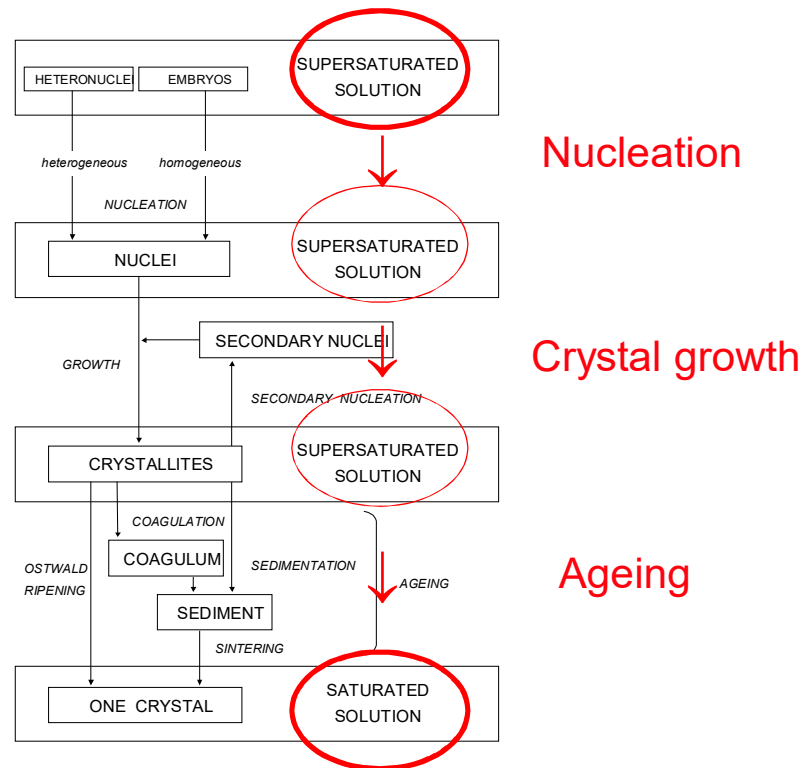 HETERONUCLEI
EMBRYOS
SUPERSATURATED
SOLUTION
heterogeneous
homogeneous
NUCLEATION
Nucleation
NUCLEI
SUPERSATURATED
SOLUTION
SECONDARY NUCLEI
GROWTH
SECONDARY NUCLEATION
Crystal growth
CRYSTALLITES
SUPERSATURATED
SOLUTION
COAGULATION
COAGULUM
OSTWALD
RIPENING
SEDIMENTATION
AGEING
Ageing
SEDIMENT
SINTERING
ONE CRYSTAL
SATURATED
SOLUTION